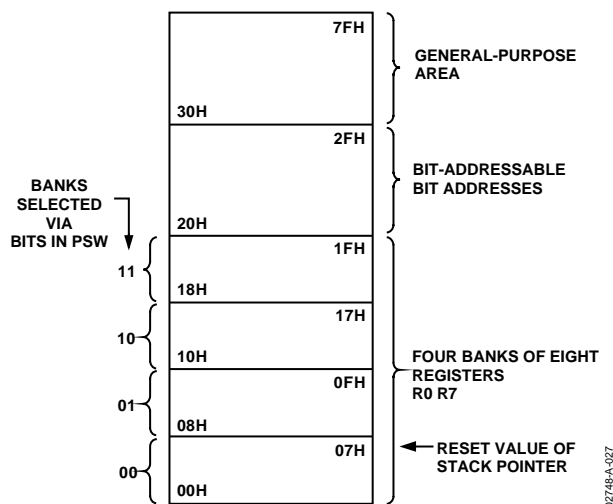 7FH
GENERAL-PURPOSE
AREA
30H
2FH
BIT-ADDRESSABLE
BIT ADDRESSES
20H
BANKS
SELECTED
VIA
BITS IN PSW
1FH
11
18H
17H
10
10H
FOUR BANKS OF EIGHT
REGISTERS
R0 R7
0FH
01
08H
07H
RESET VALUE OF
STACK POINTER
00
00H
02748-A-027